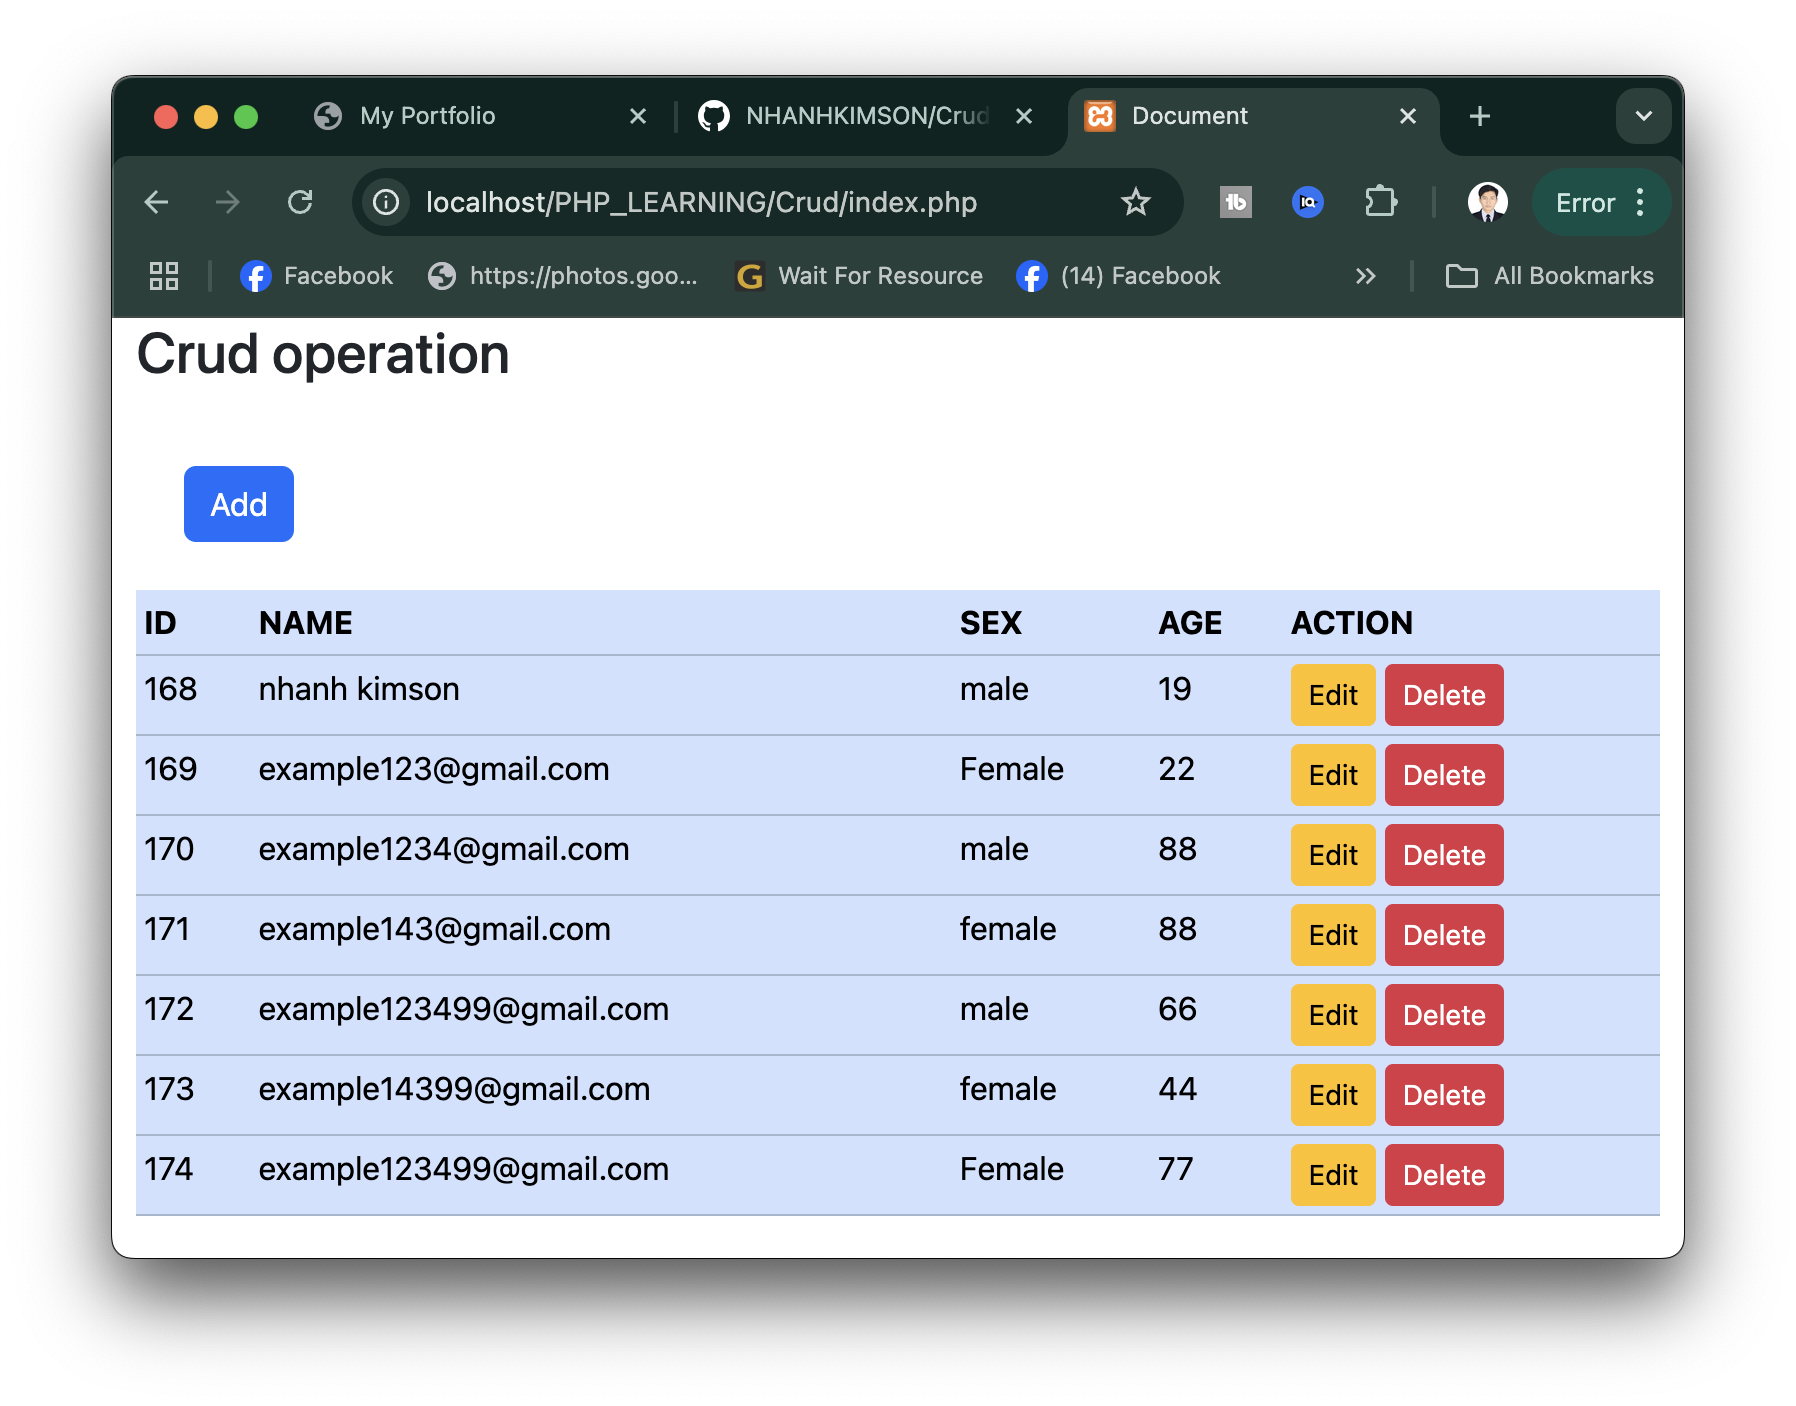 My Portfolio NHANHKIMSON/Crud Document
localhost/PHP_LEARNING/Crud/index.php Error
Facebook https://photos.goo... Wait For Resource (14) Facebook All Bookmarks
Crud operation
Add
ID NAME SEX AGE ACTION
168 nhanh kimson male 19 Edit Delete
169 example123@gmail.com Female 22 Edit Delete
170 example1234@gmail.com male 88 Edit Delete
171 example143@gmail.com female 88 Edit Delete
172 example123499@gmail.com male 66 Edit Delete
173 example14399@gmail.com female 44 Edit Delete
174 example123499@gmail.com Female 77 Edit Delete